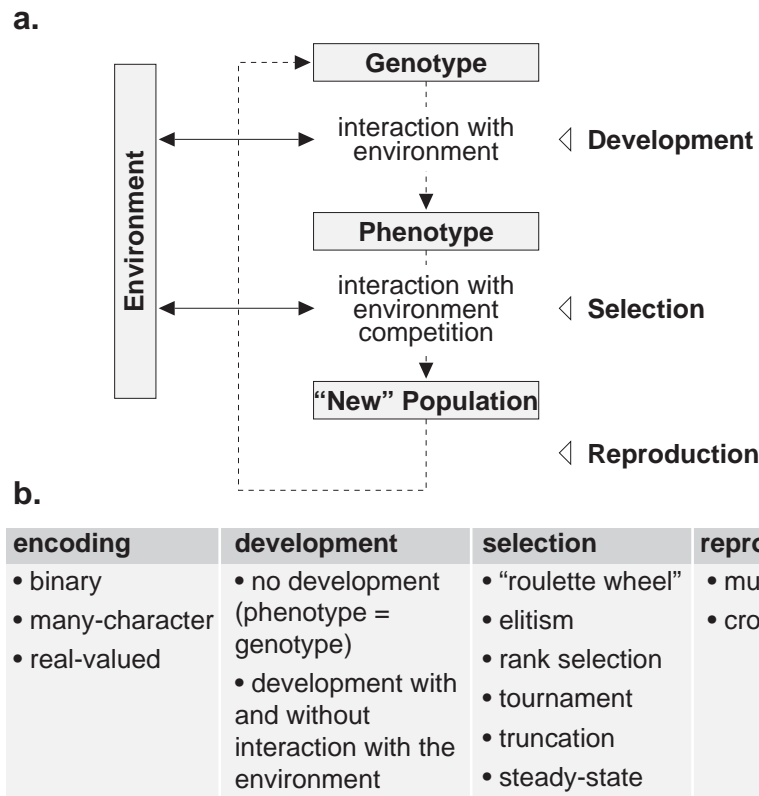 a.
Genotype
interaction with
environment
Development
Environment
Phenotype
interaction with
environment
competition
Selection
“New” Population
Reproduction
b.
encoding
• binary
• many-character
• real-valued
development
• no development
(phenotype =
genotype)
• development with
and without
interaction with the
environment
selection
• “roulette wheel”
• elitism
• rank selection
• tournament
• truncation
• steady-state